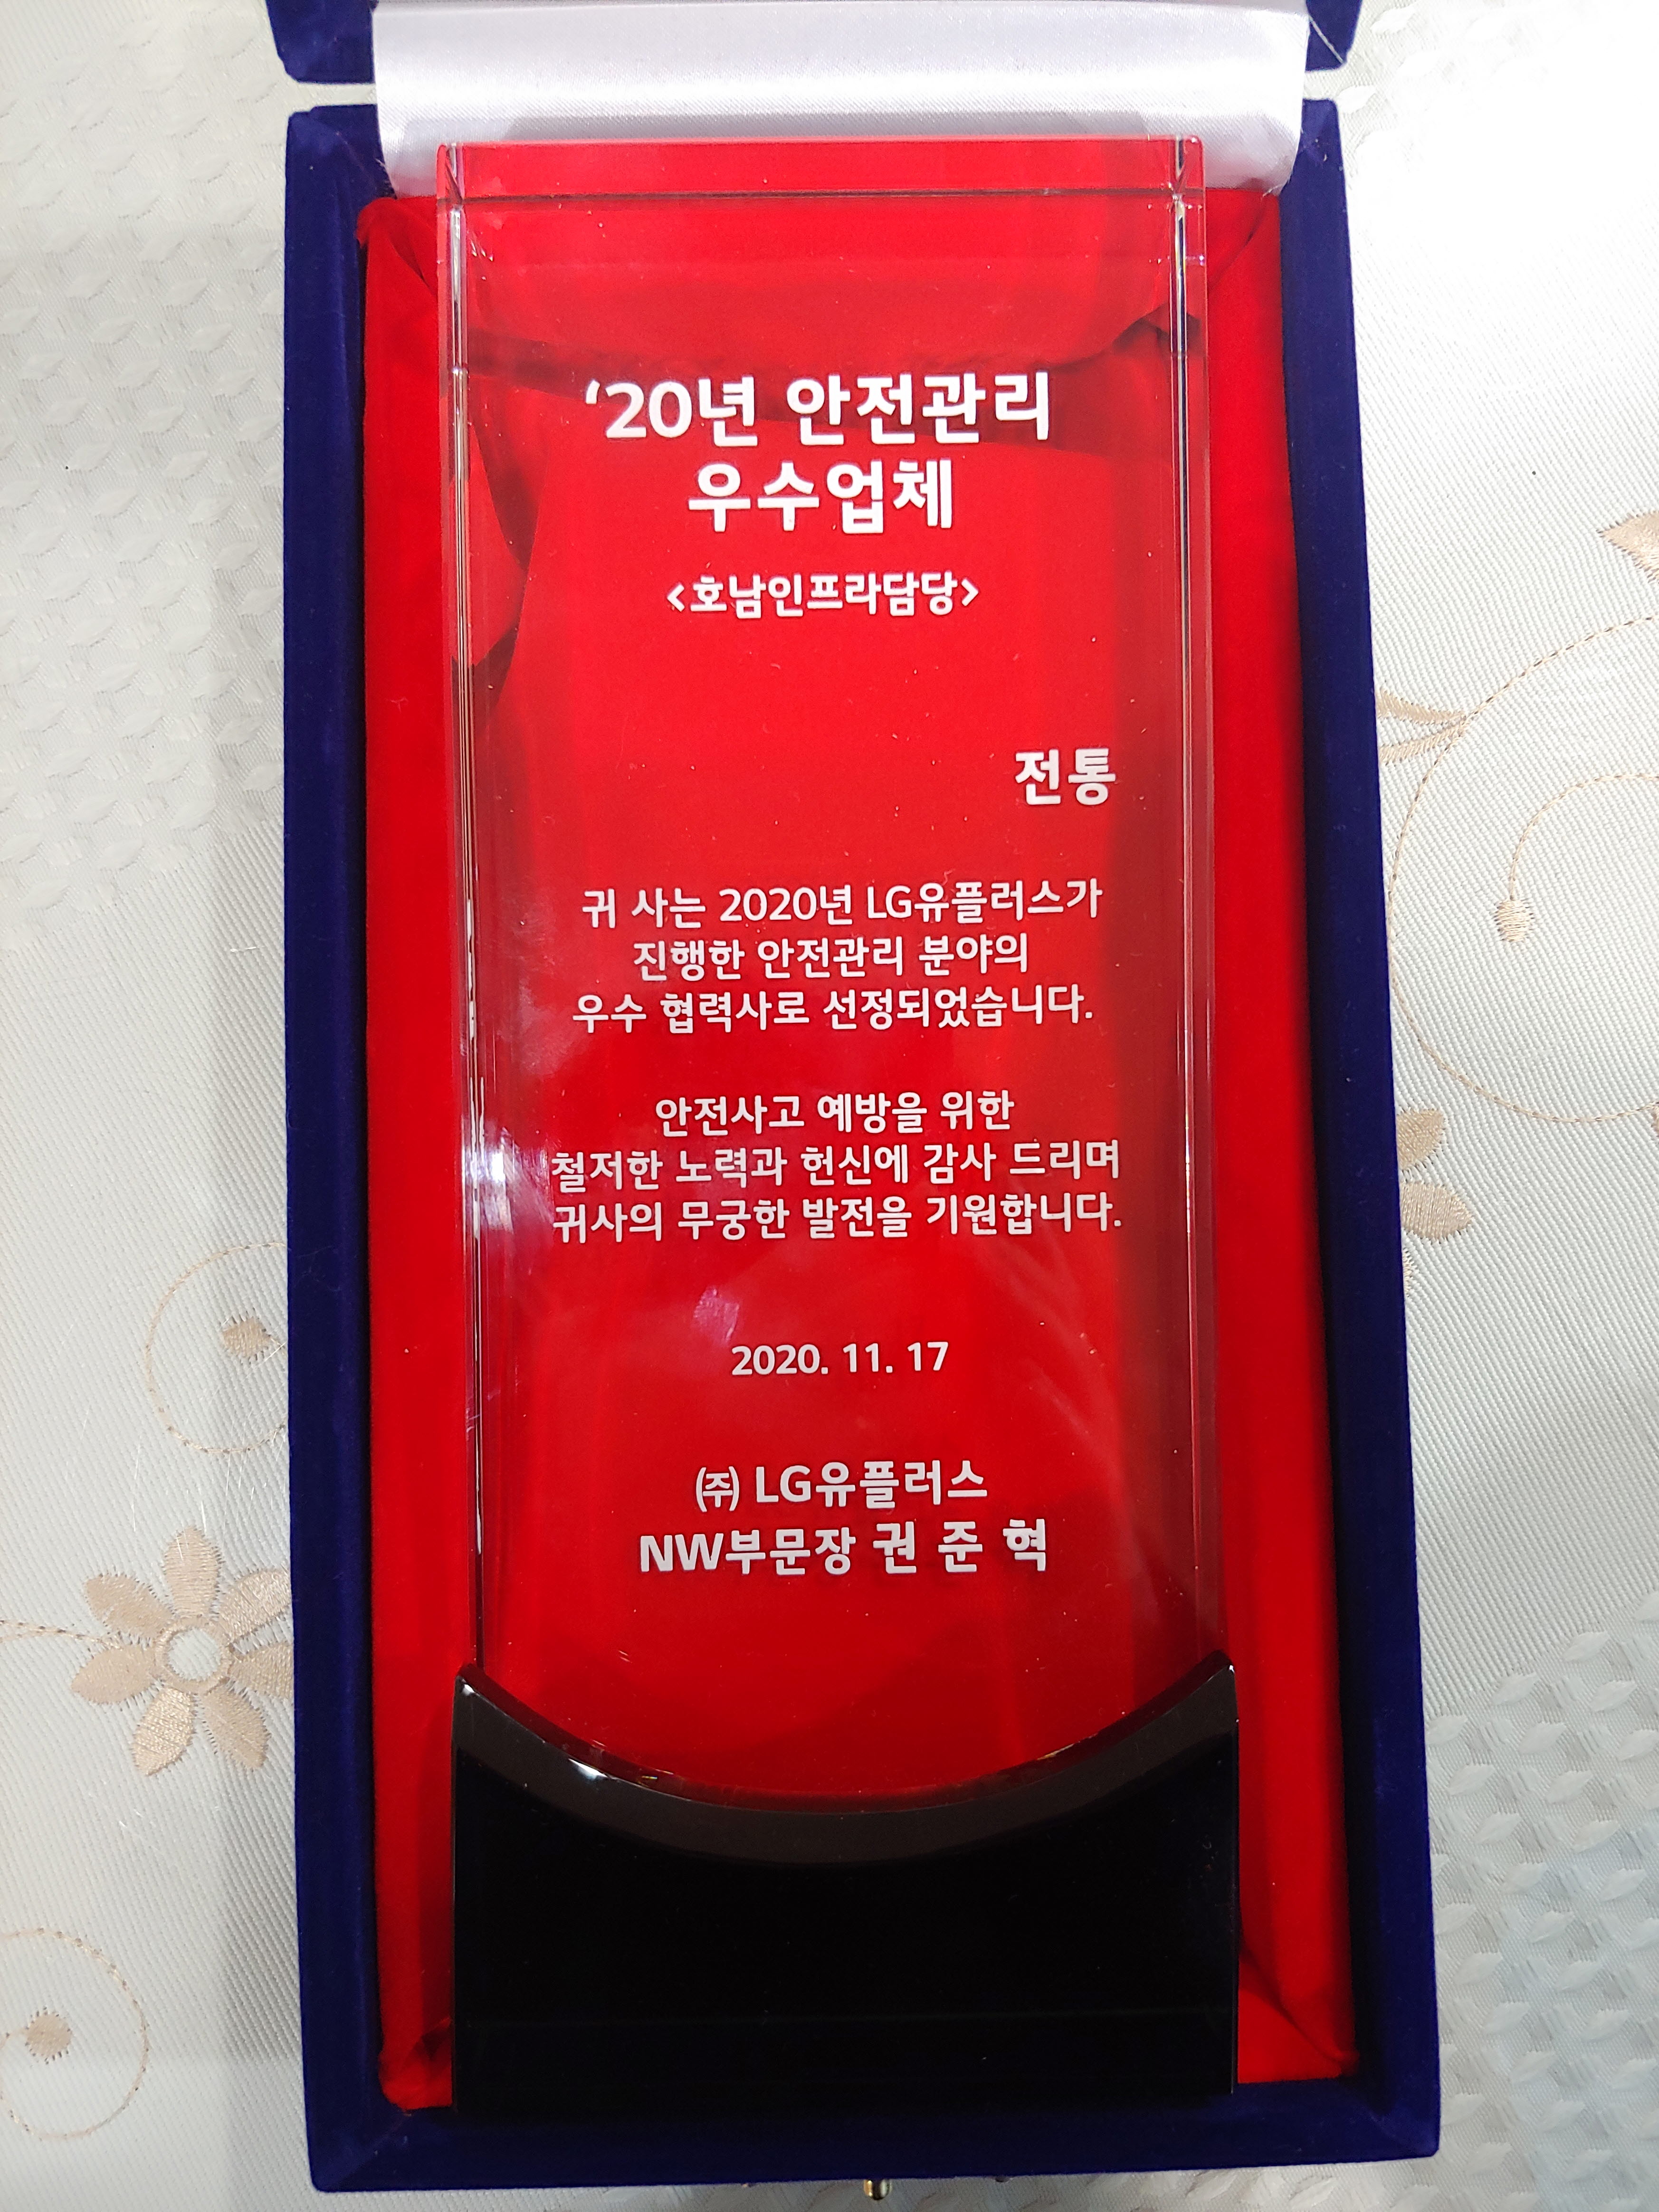 ‘20년 안전관리
우수업체
<호남인프라담당>
전통
귀 사는 2020년 LG유플러스가
진행한 안전관리 분야의
우수 협력사로 선정되었습니다.
안전사고 예방을 위한
철저한 노력과 헌신에 감사 드리며
귀사의 무궁한 발전을 기원합니다.
2020. 11. 17
㈜ LG유플러스
NW부문장 권 준 혁